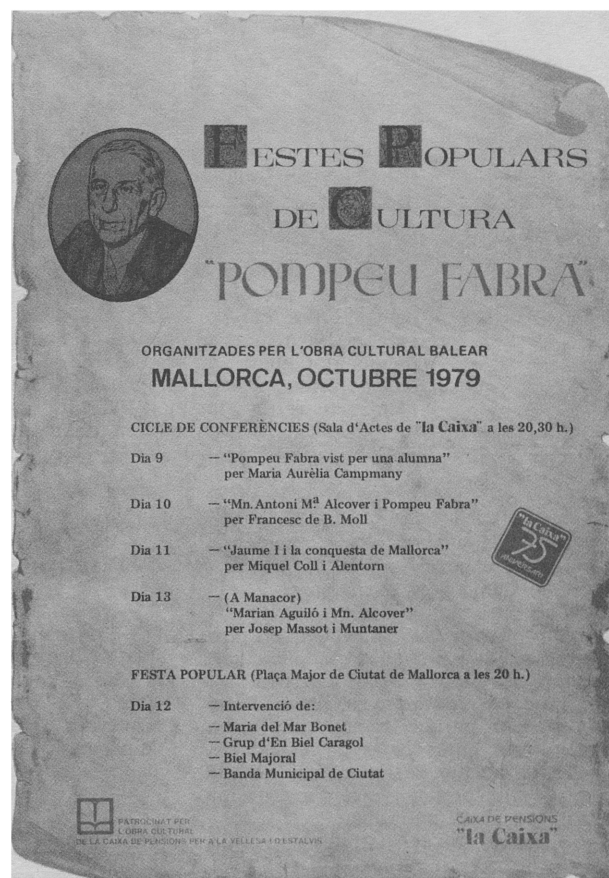 FESTES POPULARS
DE CULTURA
"POMPEU FABRA"
ORGANITZADES PER L'OBRA CULTURAL BALEAR
MALLORCA, OCTUBRE 1979
CICLE DE CONFERÈNCIES (Sala d'Actes de "la Caixa" a les 20,30 h.)
Dia 9 — "Pompeu Fabra vist per una alumna"
per Maria Aurèlia Campmany
Dia 10 — "Mn. Antoni Mª Alcover i Pompeu Fabra"
per Francesc de B. Moll
Dia 11 — "Jaume I i la conquesta de Mallorca"
per Miquel Coll i Alentorn
"la Caixa"
75
aniversario
Dia 13 — (A Manacor)
"Marian Aguiló i Mn. Alcover"
per Josep Massot i Muntaner
FESTA POPULAR (Plaça Major de Ciutat de Mallorca a les 20 h.)
Dia 12 — Intervenció de:
— Maria del Mar Bonet
— Grup d'En Biel Caragol
— Biel Majoral
— Banda Municipal de Ciutat
PATROCINAT PER
L'OBRA CULTURAL
DE LA CAIXA DE PENSIONS PER A LA VELLESA I D'ESTALVIS
CAIXA DE PENSIONS
"la Caixa"